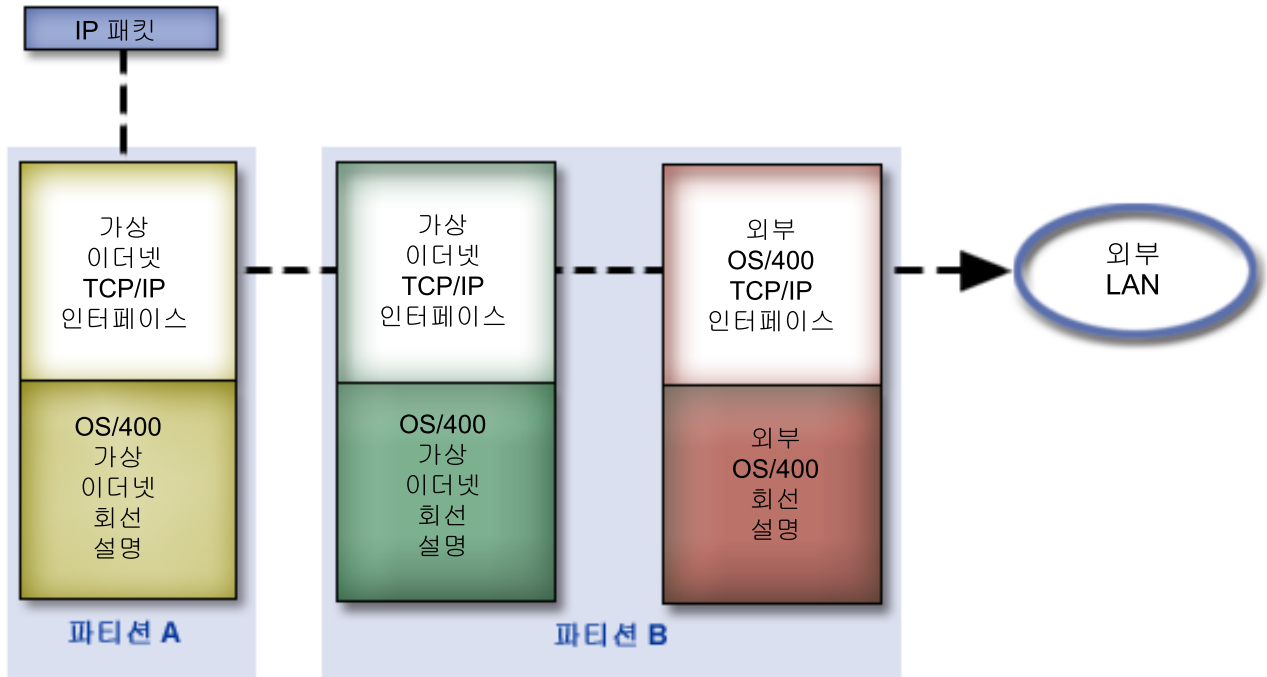 IP 패킷
가상
이더넷
TCP/IP
인터페이스
OS/400
가상
이더넷
회선
설명
파티션 A
가상
이더넷
TCP/IP
인터페이스
OS/400
가상
이더넷
회선
설명
외부
OS/400
TCP/IP
인터페이스
외부
OS/400
회선
설명
파티션 B
외부
LAN